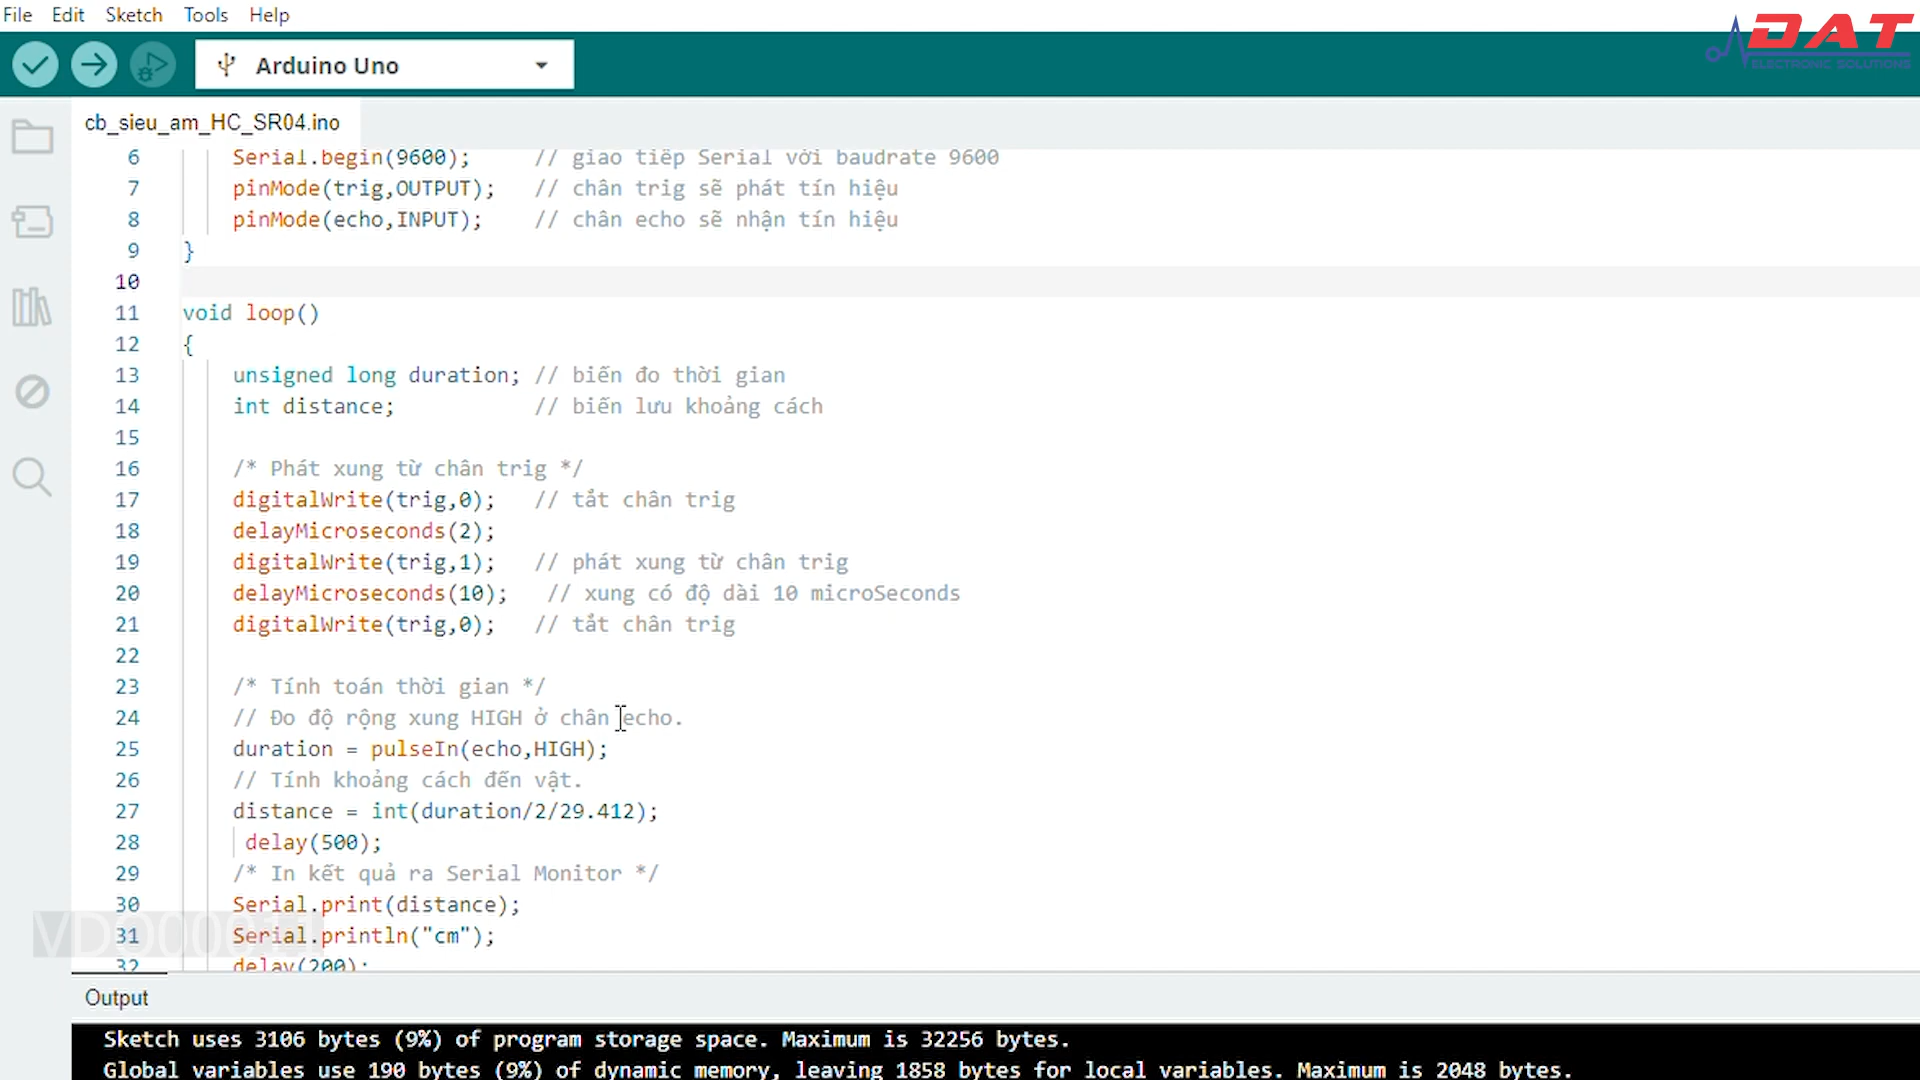 File Edit Sketch Tools Help
DAT
ELECTRONIC SOLUTIONS
Arduino Uno
cb_sieu_am_HC_SR04.ino
6 Serial.begin(9600); // giao tiếp Serial với baudrate 9600
7 pinMode(trig,OUTPUT); // chân trig sẽ phát tín hiệu
8 pinMode(echo,INPUT); // chân echo sẽ nhận tín hiệu
9 }
10
11 void loop()
12 {
13 unsigned long duration; // biến đo thời gian
14 int distance; // biến lưu khoảng cách
15
16 /* Phát xung từ chân trig */
17 digitalWrite(trig,0); // tắt chân trig
18 delayMicroseconds(2);
19 digitalWrite(trig,1); // phát xung từ chân trig
20 delayMicroseconds(10); // xung có độ dài 10 microSeconds
21 digitalWrite(trig,0); // tắt chân trig
22
23 /* Tính toán thời gian */
24 // Đo độ rộng xung HIGH ở chân echo.
25 duration = pulseIn(echo,HIGH);
26 // Tính khoảng cách đến vật.
27 distance = int(duration/2/29.412);
28 delay(500);
29 /* In kết quả ra Serial Monitor */
30 Serial.print(distance);
31 Serial.println("cm");
32 delay(200);
Output
Sketch uses 3106 bytes (9%) of program storage space. Maximum is 32256 bytes.
Global variables use 190 bytes (9%) of dynamic memory, leaving 1858 bytes for local variables. Maximum is 2048 bytes.